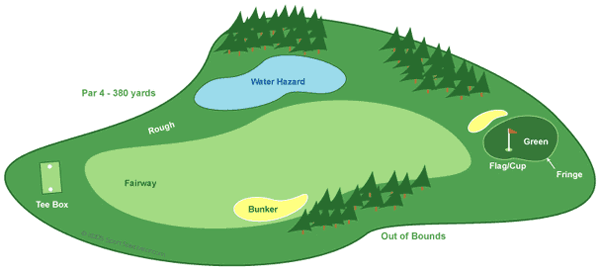 Water Hazard
Par 4 - 380 yards
Rough
Green
Flag/Cup
Fringe
Fairway
Tee Box
Bunker
Out of Bounds